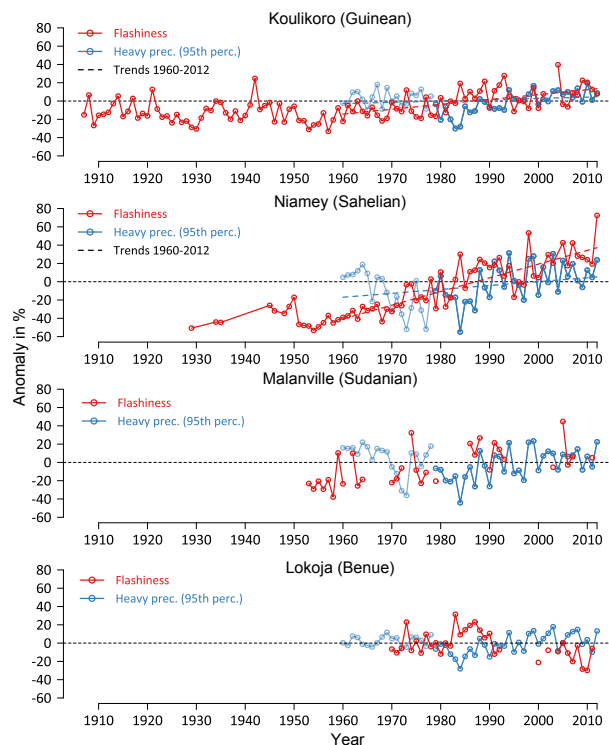 Koulikoro (Guinean)
Flashiness
Heavy prec. (95th perc.)
Trends 1960-2012
80
60
40
20
0
-20
-40
-60
1910 1920 1930 1940 1950 1960 1970 1980 1990 2000 2010
Niamey (Sahelian)
Flashiness
Heavy prec. (95th perc.)
Trends 1960-2012
80
60
40
20
0
-20
-40
-60
1910 1920 1930 1940 1950 1960 1970 1980 1990 2000 2010
Anomaly in %
Malanville (Sudanian)
Flashiness
Heavy prec. (95th perc.)
80
60
40
20
0
-20
-40
-60
1910 1920 1930 1940 1950 1960 1970 1980 1990 2000 2010
Lokoja (Benue)
Flashiness
Heavy prec. (95th perc.)
80
60
40
20
0
-20
-40
-60
1910 1920 1930 1940 1950 1960 1970 1980 1990 2000 2010
Year